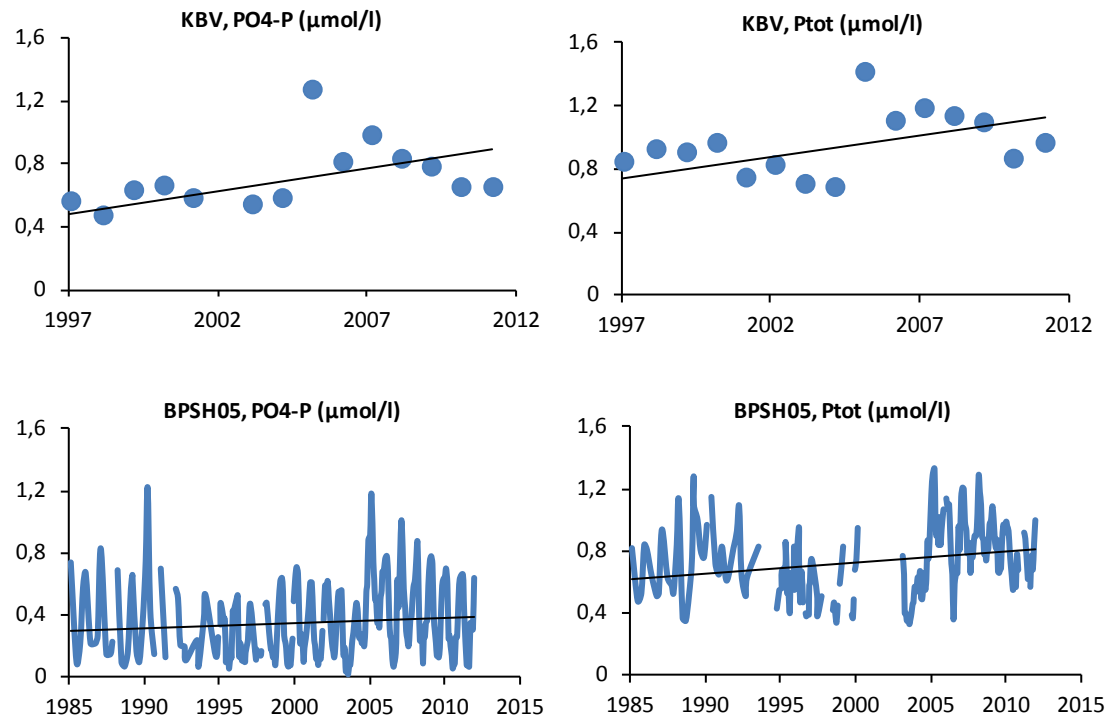 KBV, PO4-P (µmol/l)
1,6
1,2
0,8
0,4
0
1997 2002 2007 2012
KBV, Ptot (µmol/l)
1,6
1,2
0,8
0,4
0
1997 2002 2007 2012
BPSH05, PO4-P (µmol/l)
1,6
1,2
0,8
0,4
0
1985 1990 1995 2000 2005 2010 2015
BPSH05, Ptot (µmol/l)
1,6
1,2
0,8
0,4
0
1985 1990 1995 2000 2005 2010 2015